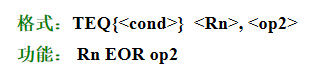 格式：TEQ{<cond>} <Rn>, <op2>
功能： Rn EOR op2